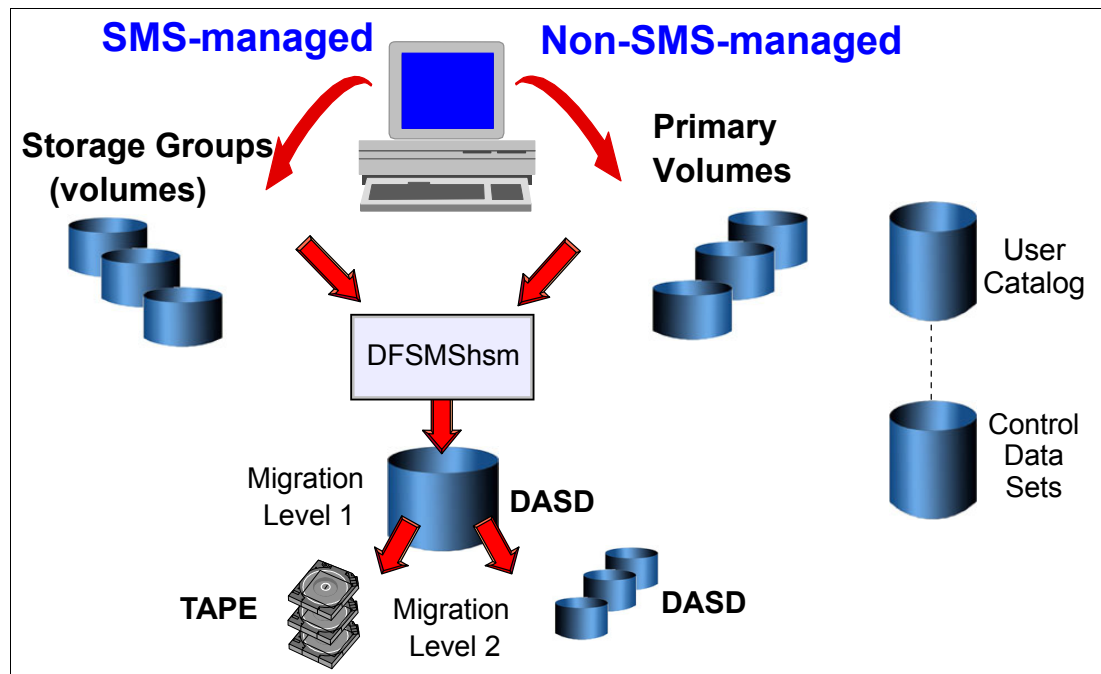 SMS-managed
Non-SMS-managed
Storage Groups
(volumes)
Primary
Volumes
User
Catalog
DFSMShsm
Control
Data
Sets
Migration
Level 1
DASD
TAPE
Migration
Level 2
DASD